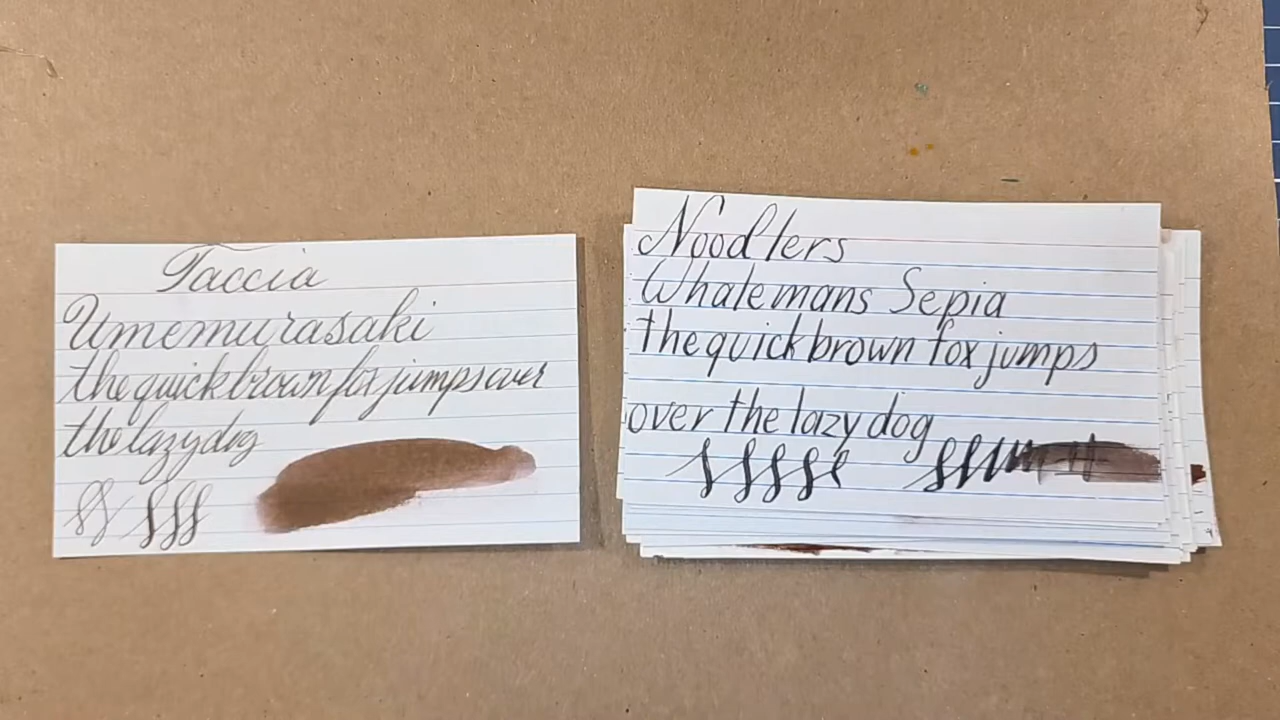 Taccia
Umemurasaki
the quick brown fox jumps over
the lazy dog
Noodlers
Whalemans Sepia
the quick brown fox jumps
over the lazy dog